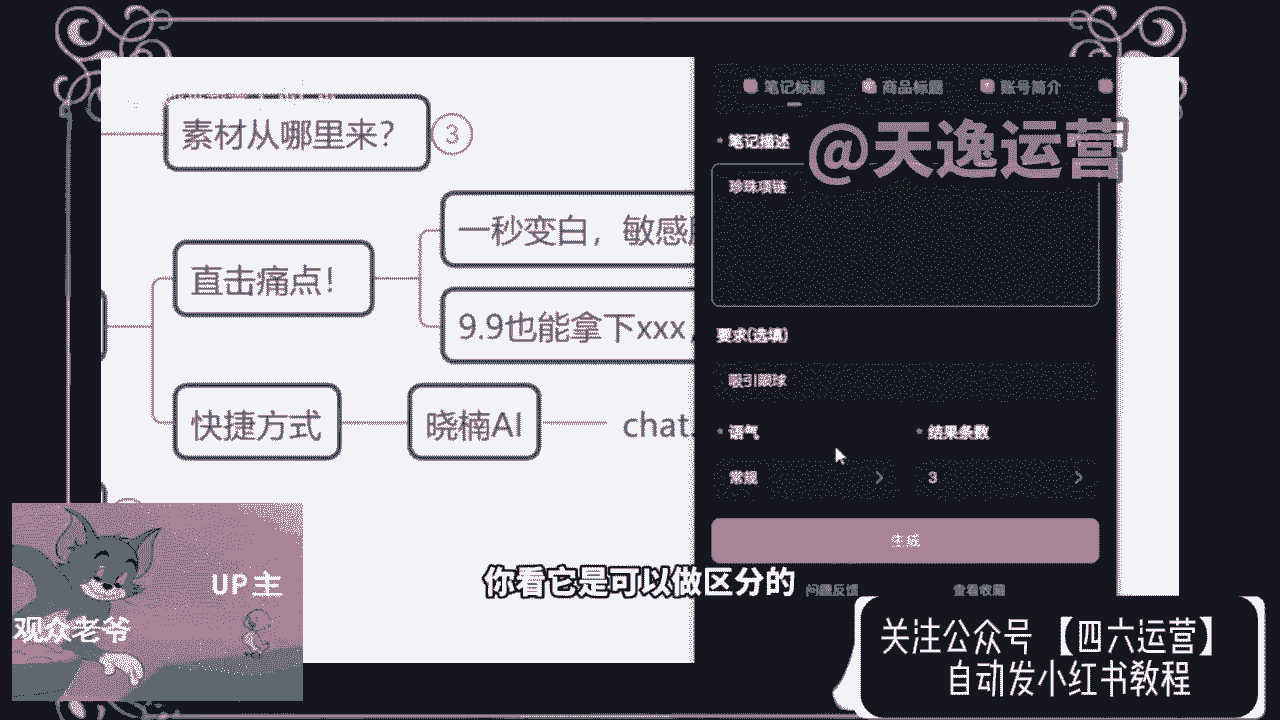 素材从哪里来？
3
直击痛点！
一秒变白，敏感
9.9也能拿下xxx,
快捷方式
晓楠AI
chat.
笔记标题
商品标题
账号简介
@天逸运营
笔记描述
珍珠项链
要求(选填)
吸引眼球
语气
结果条数
常规
3
生成
问题反馈
查看收藏
你看它是可以做区分的
UP主
观众老爷
关注公众号【四六运营】
自动发小红书教程